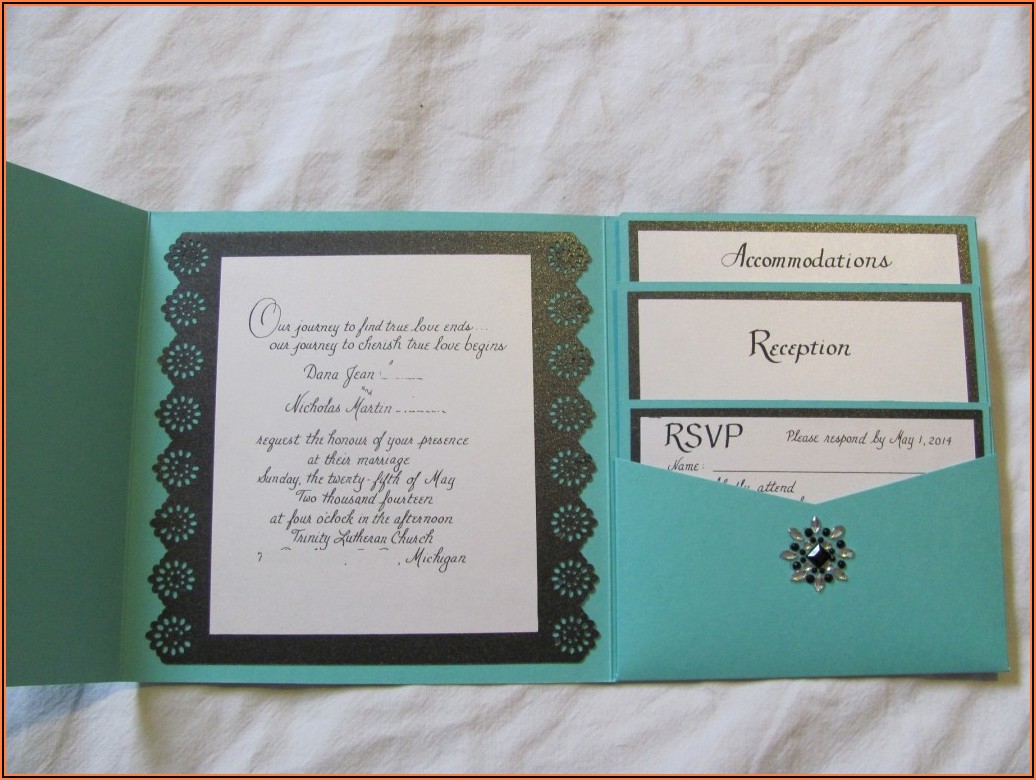 Our journey to find true love ends...
our journey to cherish true love begins
Dana Jean
and
Nicholas Martin
request the honour of your presence
at their marriage
Sunday, the twenty-fifth of May
Two thousand fourteen
at four o'clock in the afternoon
Trinity Lutheran Church
, Michigan
Accommodations
Reception
RSVP
Please respond by May 1, 2014
Name:
attend